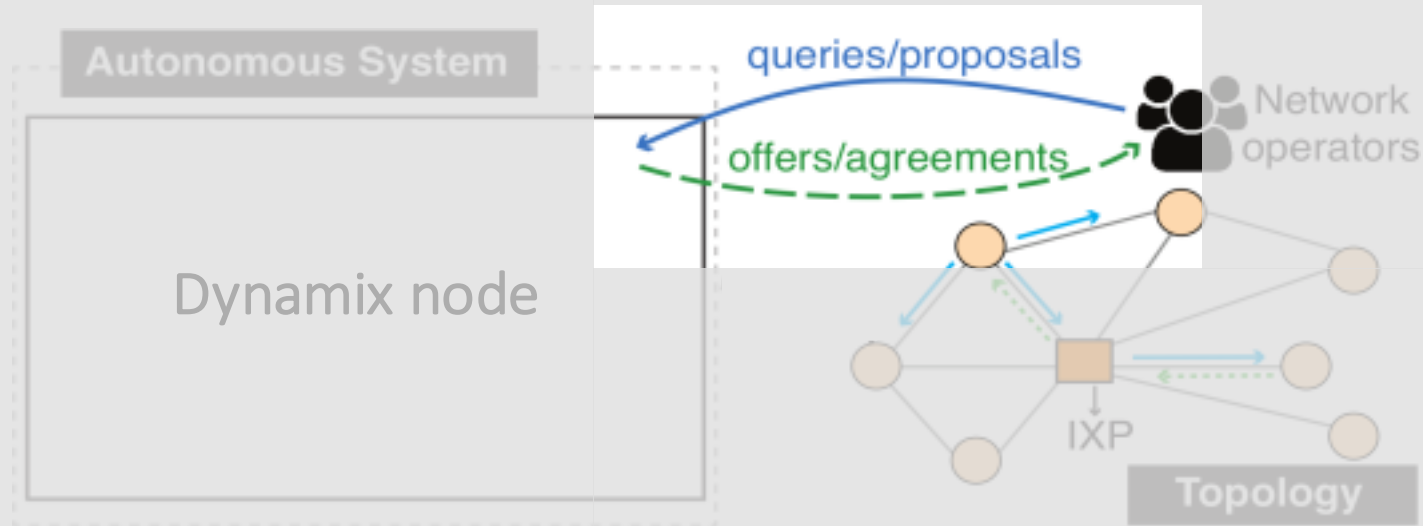 Autonomous System
queries/proposals
Network
operators
offers/agreements
Dynamix node
IXP
Topology